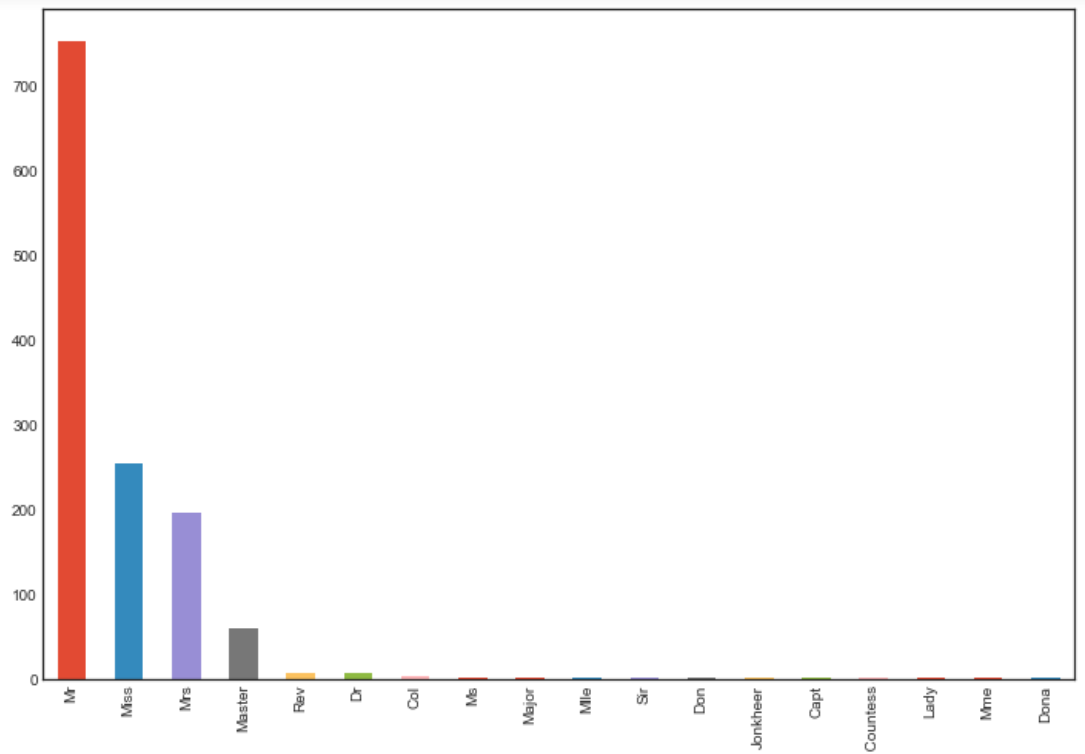 700
600
500
400
300
200
100
0
Mr
Miss
Mrs
Master
Rev
Dr
Col
Ms
Major
Mlle
Sir
Don
Jonkheer
Capt
Countess
Lady
Mme
Dona